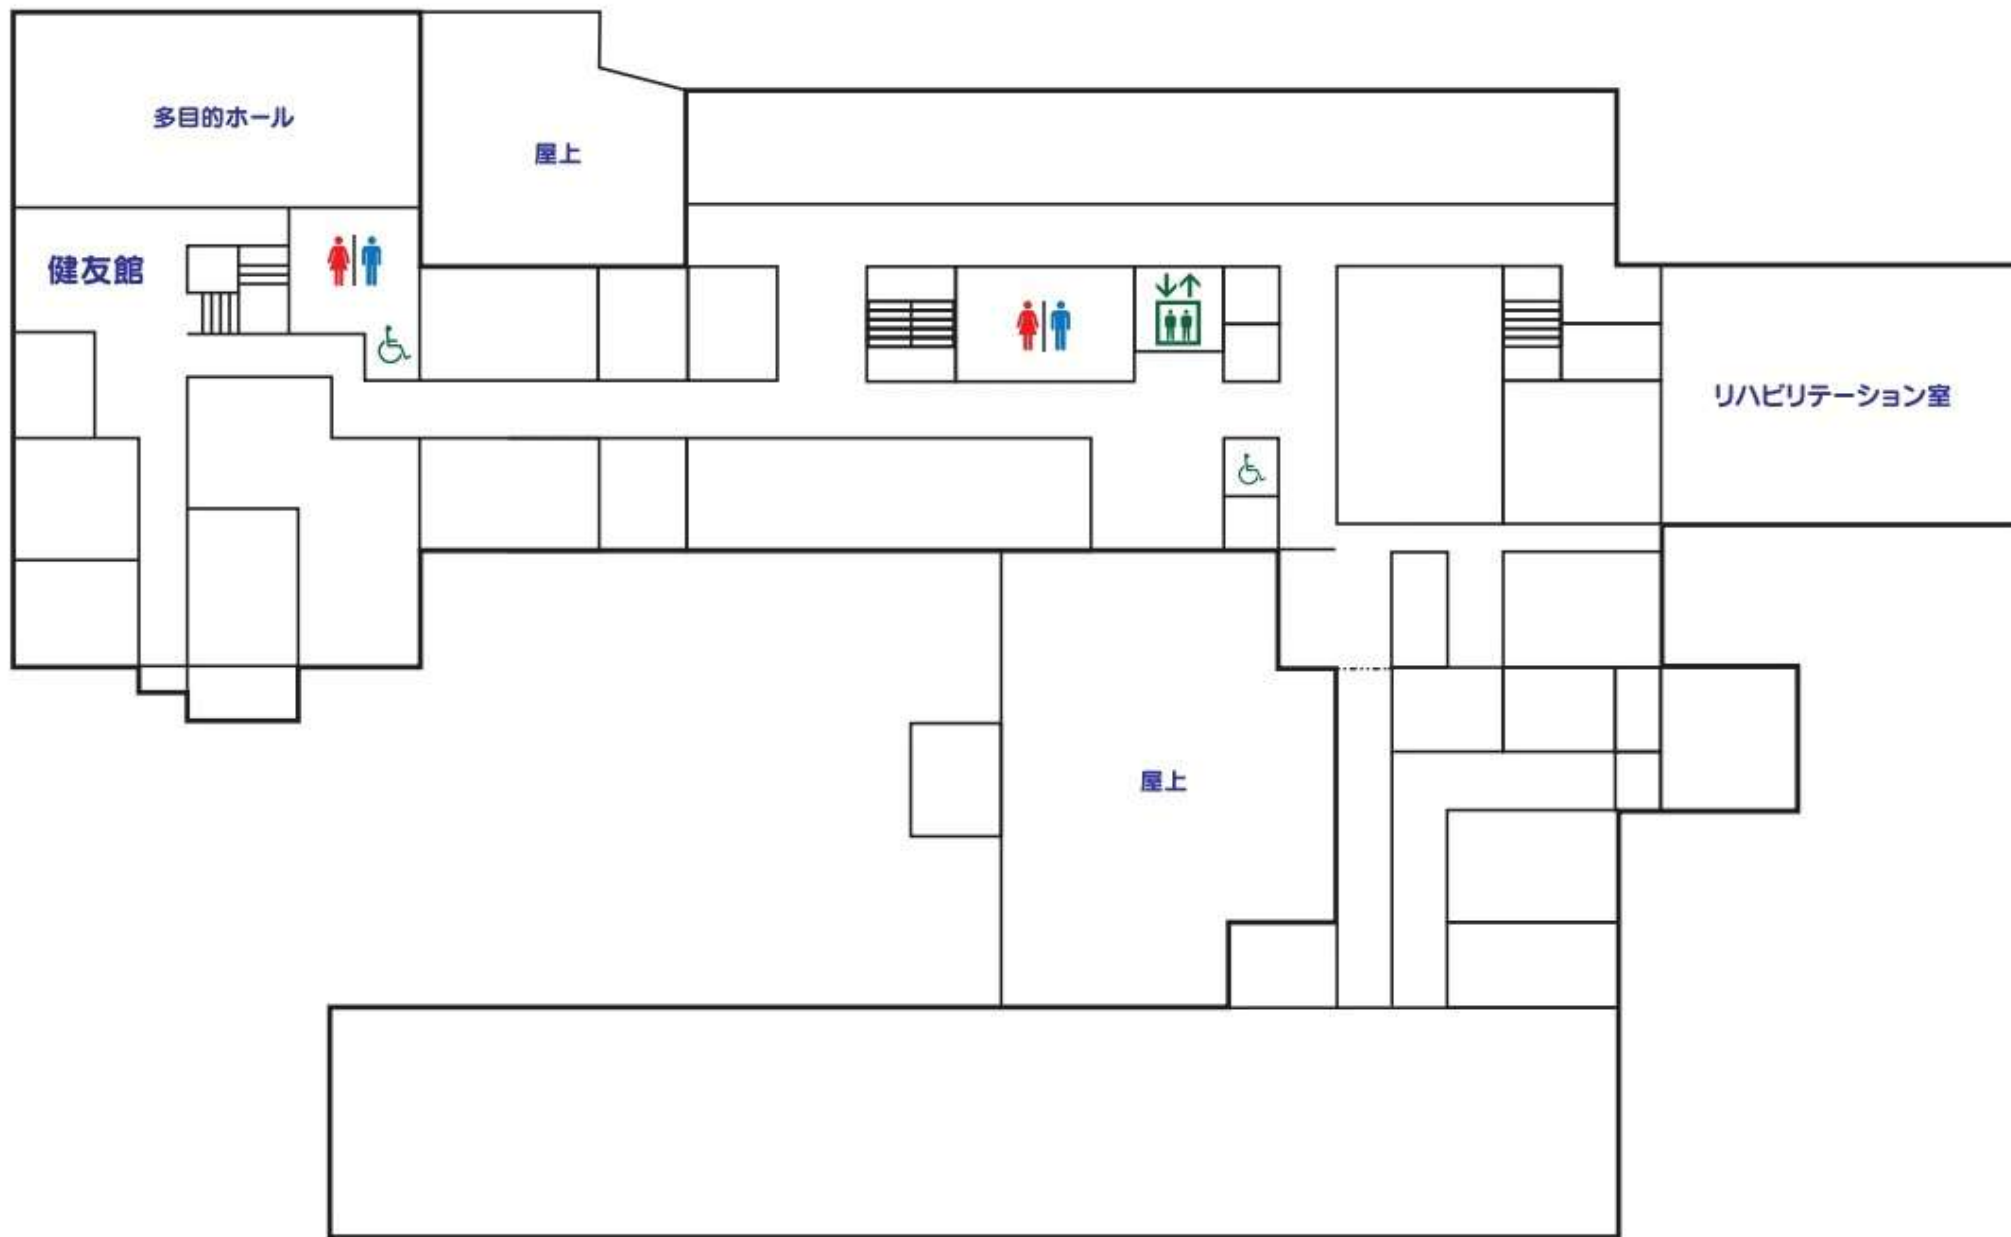 多目的ホール
屋上
健友館
リハビリテーション室
屋上